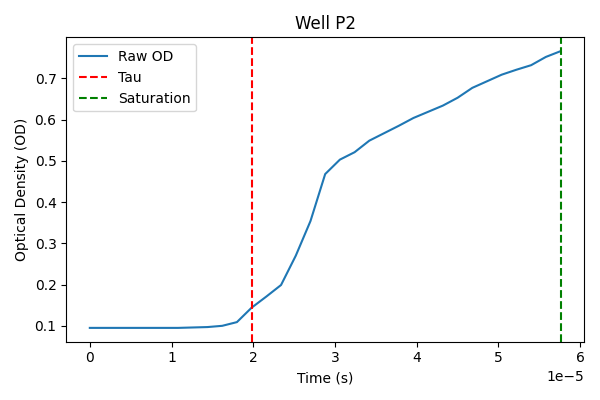 Well P2
Raw OD
Tau
Saturation
Optical Density (OD)
0.7
0.6
0.5
0.4
0.3
0.2
0.1
0 1 2 3 4 5 6
1e−5
Time (s)